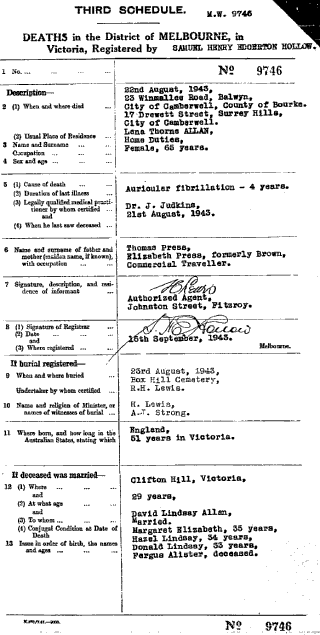 THIRD SCHEDULE. M.W. 9746
DEATHS in the District of MELBOURNE, in
Victoria, Registered by SAMUEL HENRY EDGERTON HOLLOW.
1 No. ... ... ... ... No 9746
Description—
2 (1) When and where died
22nd August, 1943,
23 Winmallee Road, Balwyn,
City of Camberwell, County of Bourke.
(2) Usual Place of Residence ...
17 Drewett Street, Surrey Hills,
City of Camberwell.
3 Name and Surname ... ... Lena Thorne ALLAN,
Occupation ... ... ... Home Duties,
4 Sex and age ... ... ... Female, 65 years.
5 (1) Cause of death ... ... Auriculer fibrillation - 4 years.
(2) Duration of last illness ...
(3) Legally qualified medical practi-
tioner by whom certified ...
and
Dr. J. Judkins,
(4) When he last saw deceased ...
21st August, 1943.
6 Name and surname of father and
mother (maiden name, if known),
with occupation ... ...
Thomas Press,
Elizabeth Press, formerly Brown,
Commercial Traveller.
7 Signature, description, and resi-
dence of informant ... ...
Authorized Agent,
Johnston Street, Fitzroy.
8 (1) Signature of Registrar ...
(2) Date ... ... ...
and
(3) Where registered ... ...
15th September, 1943.
Melbourne.
If burial registered—
9 When and where buried ...
23rd August, 1943,
Box Hill Cemetery,
Undertaker by whom certified ... R.H. Lewis.
10 Name and religion of Minister, or
names of witnesses of burial ...
H. Lewis,
A.J. Strong.
11 Where born, and how long in the
Australian States, stating which
England,
51 years in Victoria.
If deceased was married—
12 (1) Where ... ... ... Clifton Hill, Victoria,
and
(2) At what age ... ... 29 years,
and
(3) To whom ... ... ... David Lindsay Allan,
(4) Conjugal Condition at Date of
Death
Married.
13 Issue in order of birth, the names
and ages ... ... ...
Margaret Elizabeth, 35 years,
Hazel Lindsay, 34 years,
Donald Lindsay, 33 years,
Fergus Alister, deceased.
No 9746